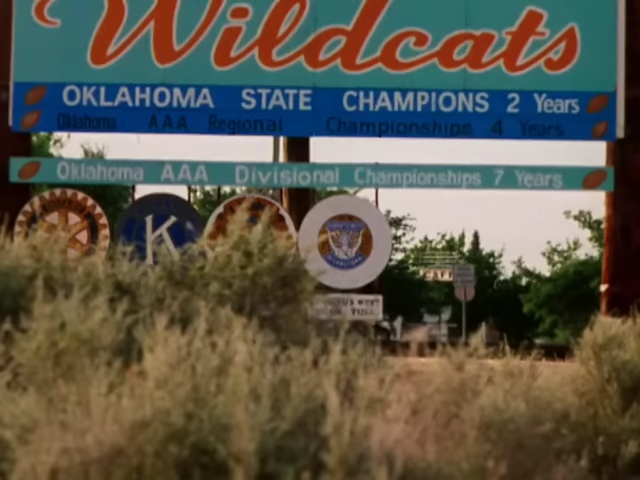 Wildcats
OKLAHOMA STATE CHAMPIONS 2 Years
Oklahoma AAA Regional Championships 4 Years
Oklahoma AAA Divisional Championships 7 Years
K